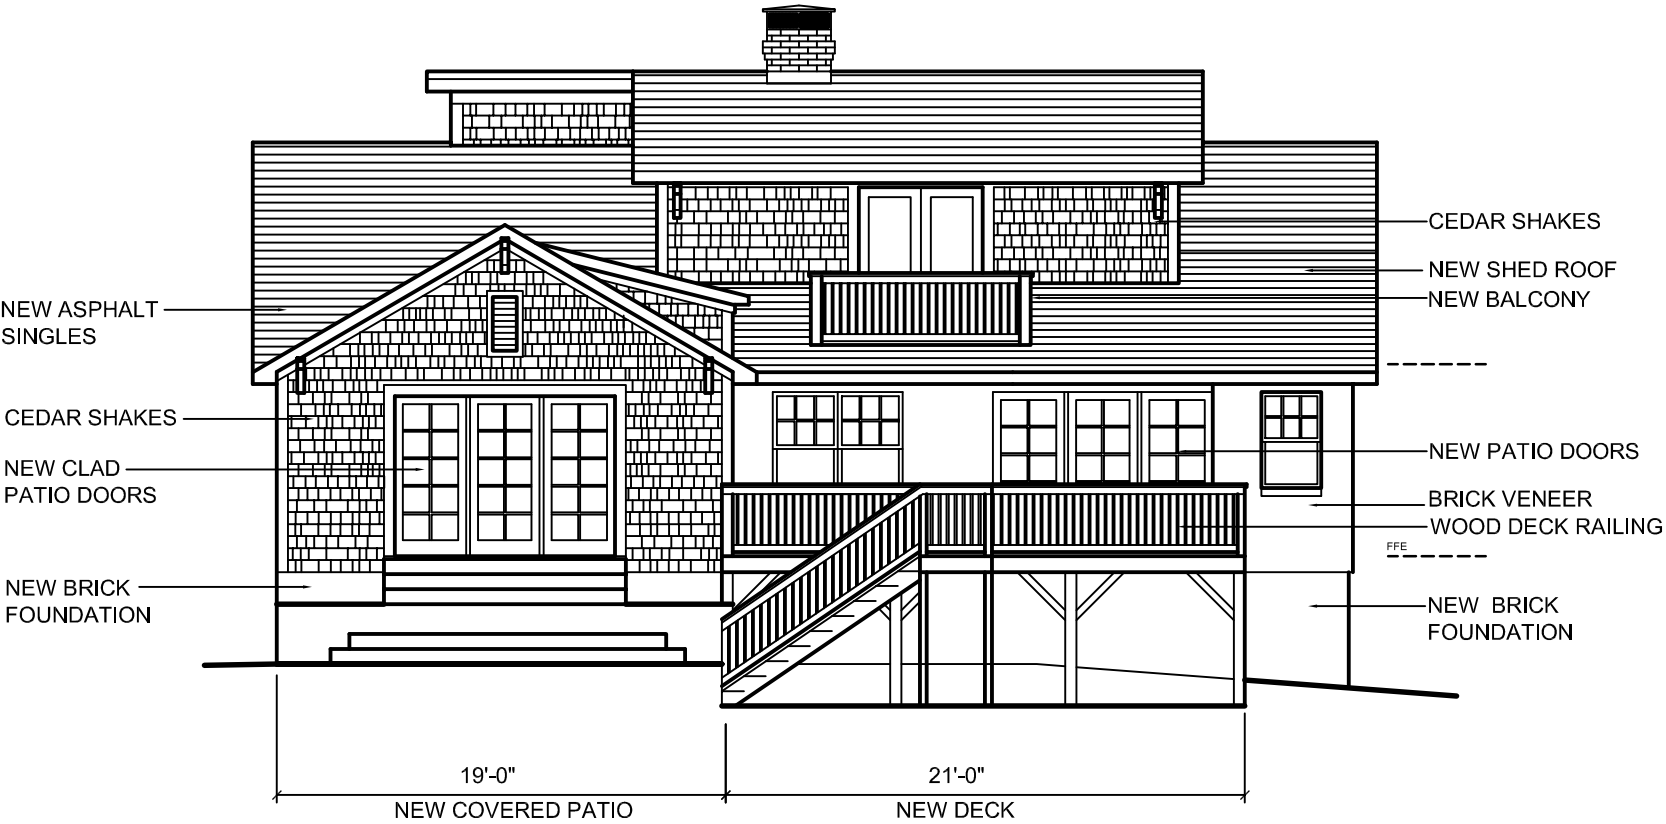 NEW ASPHALT
SINGLES
CEDAR SHAKES
NEW CLAD
PATIO DOORS
NEW BRICK
FOUNDATION
CEDAR SHAKES
NEW SHED ROOF
NEW BALCONY
NEW PATIO DOORS
BRICK VENEER
WOOD DECK RAILING
FFE
NEW BRICK
FOUNDATION
19'-0"
NEW COVERED PATIO
21'-0"
NEW DECK